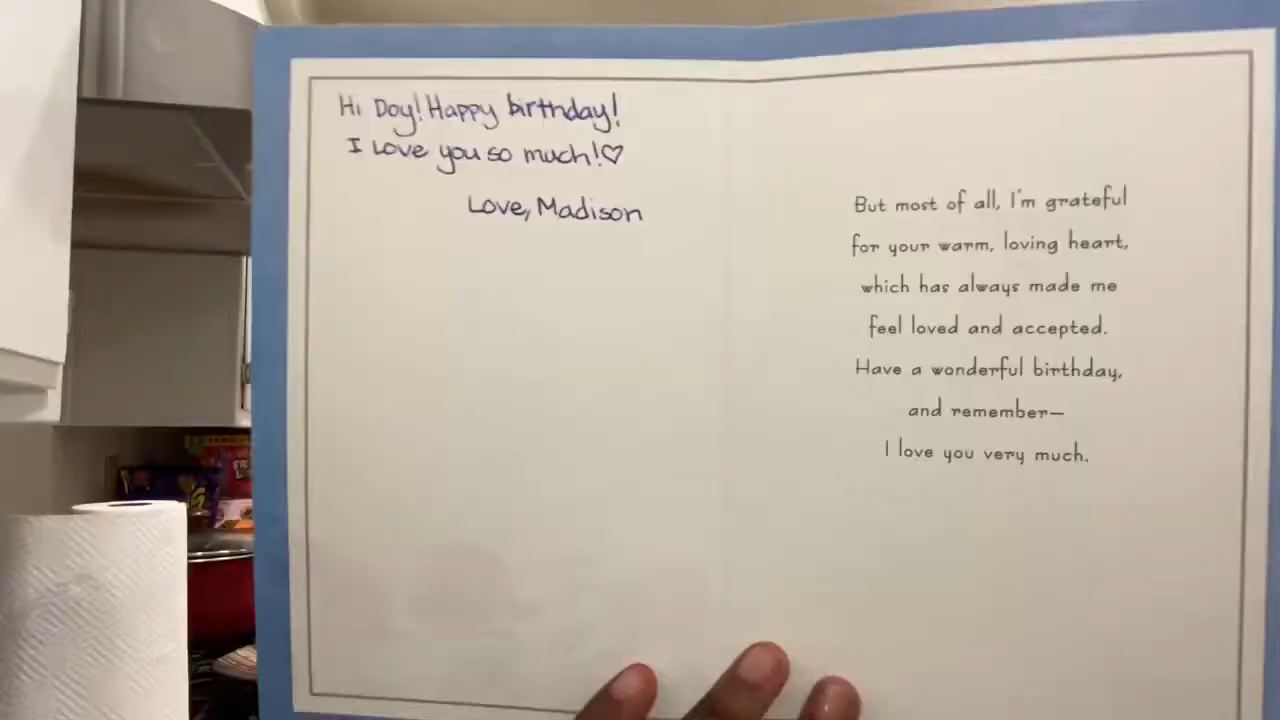 Hi Doy! Happy birthday!
I Love you so much!♡
Love, Madison
But most of all, I'm grateful
for your warm, loving heart,
which has always made me
feel loved and accepted.
Have a wonderful birthday,
and remember—
I love you very much.